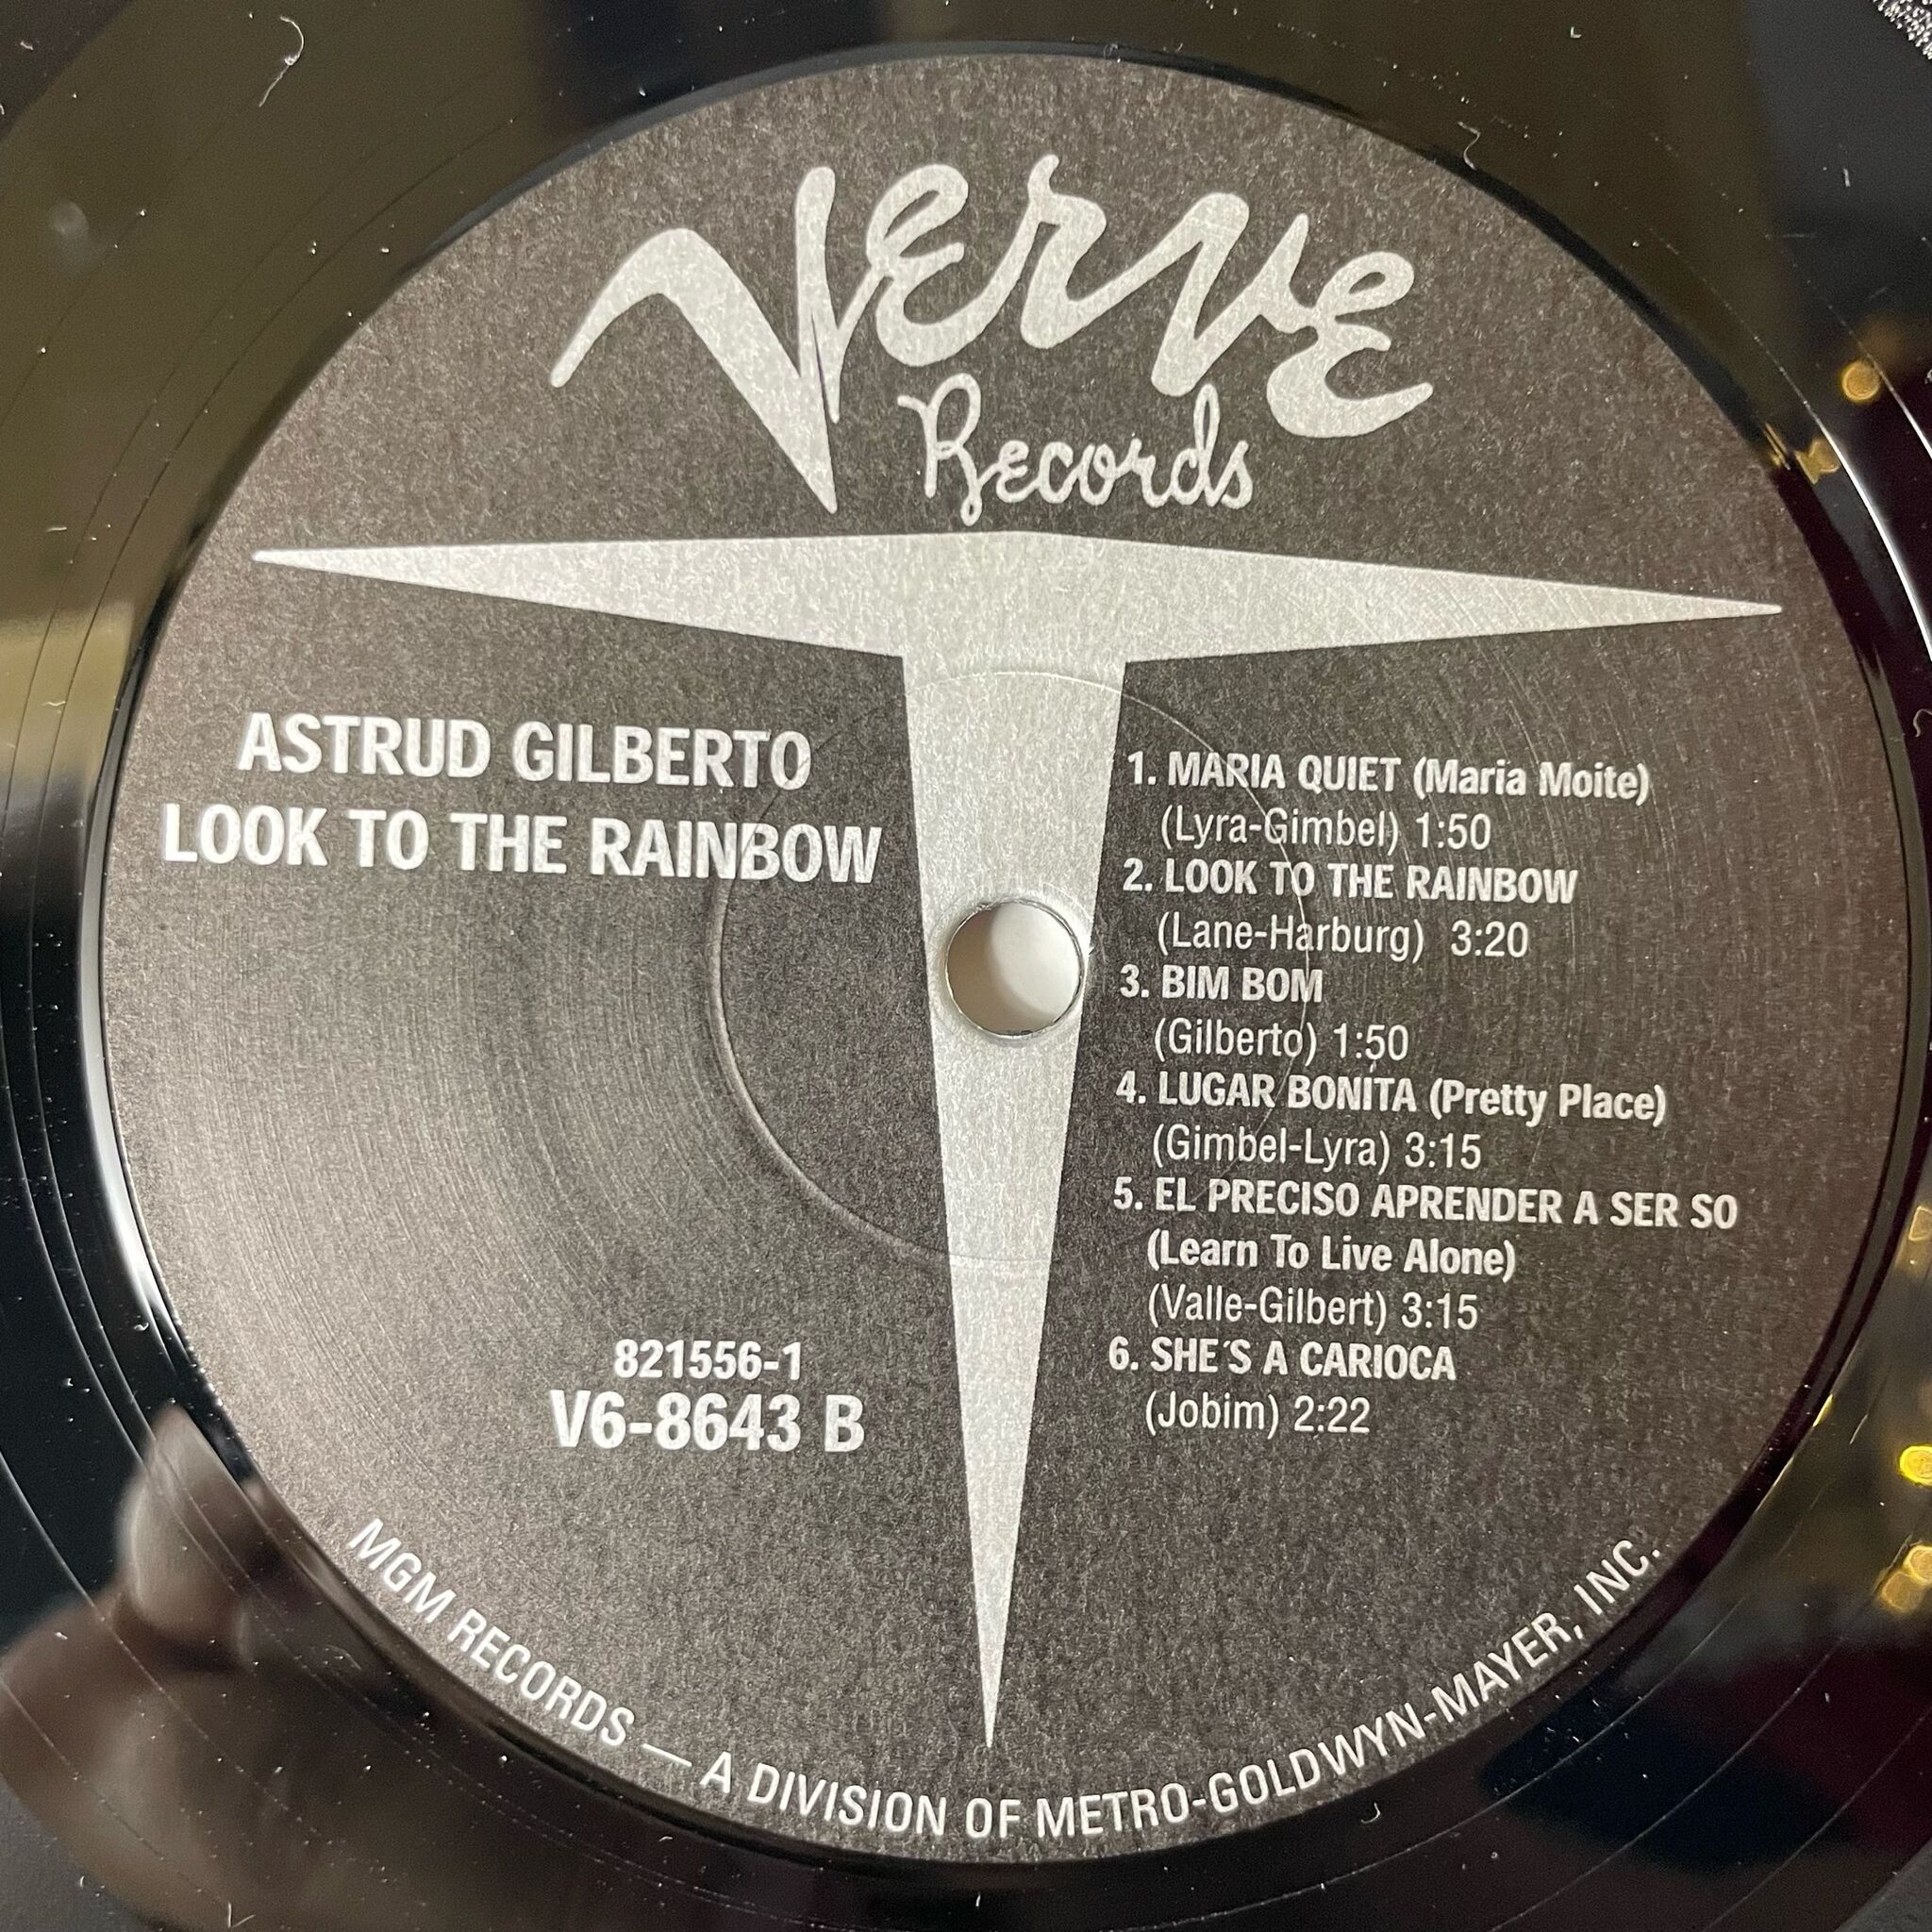 Verve
Records
ASTRUD GILBERTO
LOOK TO THE RAINBOW
1. MARIA QUIET (Maria Moite)
(Lyra-Gimbel) 1:50
2. LOOK TO THE RAINBOW
(Lane-Harburg) 3:20
3. BIM BOM
(Gilberto) 1:50
4. LUGAR BONITA (Pretty Place)
(Gimbel-Lyra) 3:15
5. EL PRECISO APRENDER A SER SO
(Learn To Live Alone)
(Valle-Gilbert) 3:15
6. SHE´S A CARIOCA
(Jobim) 2:22
821556-1
V6-8643 B
MGM RECORDS — A DIVISION OF METRO-GOLDWYN-MAYER, INC.